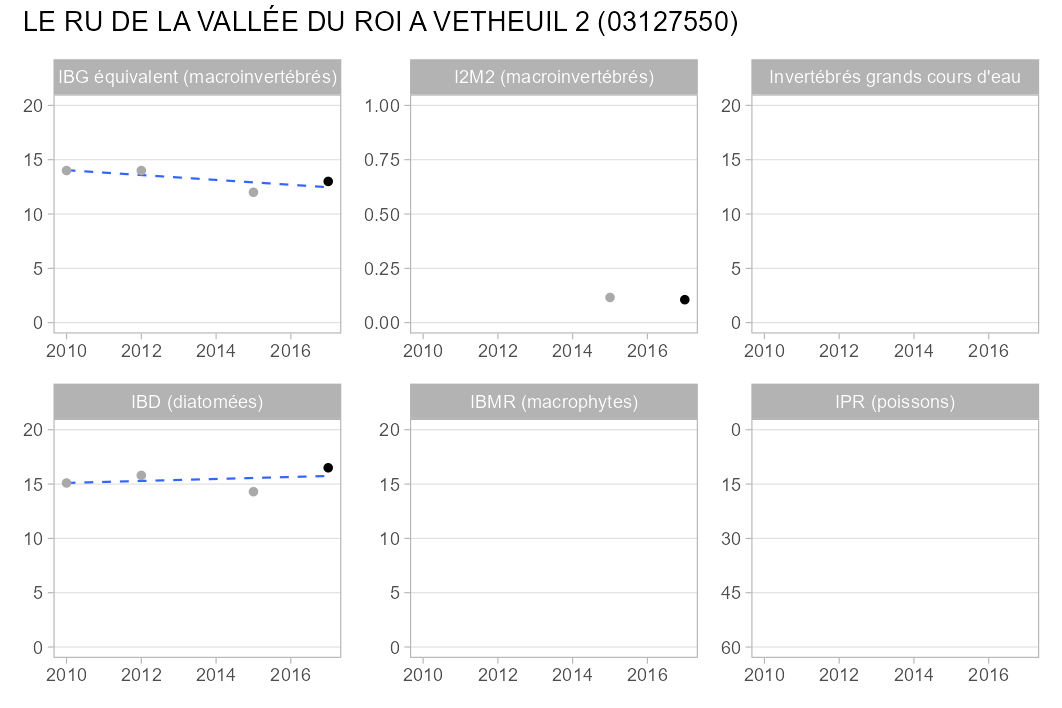 LE RU DE LA VALLÉE DU ROI A VETHEUIL 2 (03127550)
IBG équivalent (macroinvertébrés)
20
15
10
5
0
2010 2012 2014 2016
I2M2 (macroinvertébrés)
1.00
0.75
0.50
0.25
0.00
2010 2012 2014 2016
Invertébrés grands cours d'eau
20
15
10
5
0
2010 2012 2014 2016
IBD (diatomées)
20
15
10
5
0
2010 2012 2014 2016
IBMR (macrophytes)
20
15
10
5
0
2010 2012 2014 2016
IPR (poissons)
0
15
30
45
60
2010 2012 2014 2016